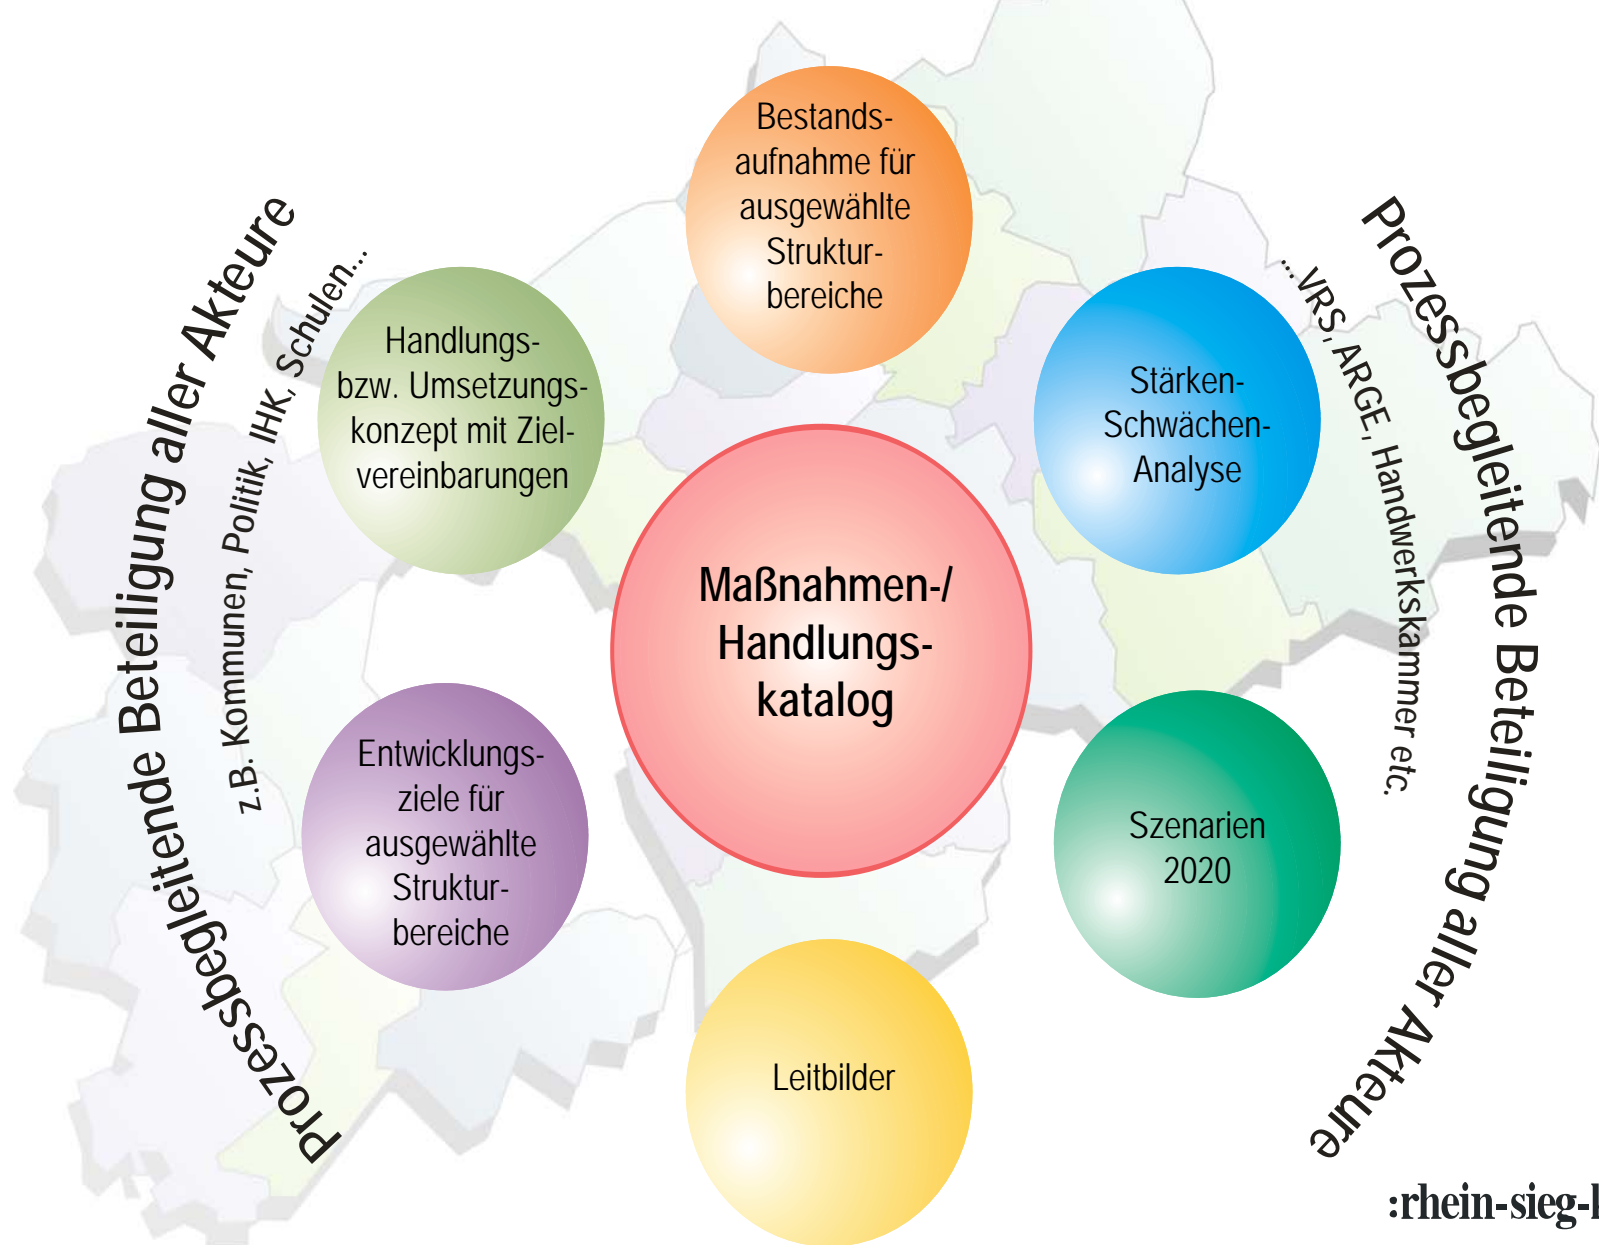 Bestands-
aufnahme für
ausgewählte
Struktur-
bereiche
Stärken-
Schwächen-
Analyse
Szenarien
2020
Leitbilder
Entwicklungs-
ziele für
ausgewählte
Struktur-
bereiche
Handlungs-
bzw. Umsetzungs-
konzept mit Ziel-
vereinbarungen
Maßnahmen-/
Handlungs-
katalog
Prozessbegleitende Beteiligung aller Akteure
z.B. Kommunen, Politik, IHK, Schulen...
...VRS, ARGE, Handwerkskammer etc.
Prozessbegleitende Beteiligung aller Akteure
:rhein-sieg-k